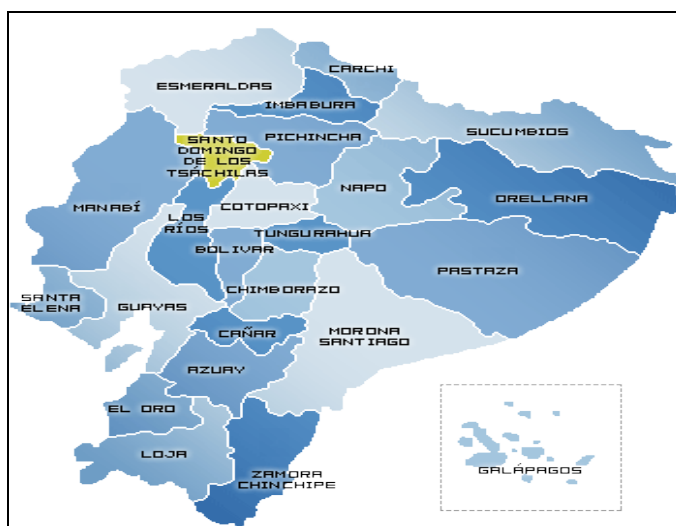 ESMERALDAS
CARCHI
IMBABURA
SUCUMBIOS
SANTO
DOMINGO
DE LOS
TSÁCHILAS
PICHINCHA
NAPO
ORELLANA
MANABÍ
LOS
RÍOS
COTOPAXI
TUNGURAHUA
BOLIVAR
PASTAZA
SANTA
ELENA
GUAYAS
CHIMBORAZO
CAÑAR
MORONA
SANTIAGO
AZUAY
EL ORO
LOJA
ZAMORA
CHINCHIPE
GALÁPAGOS